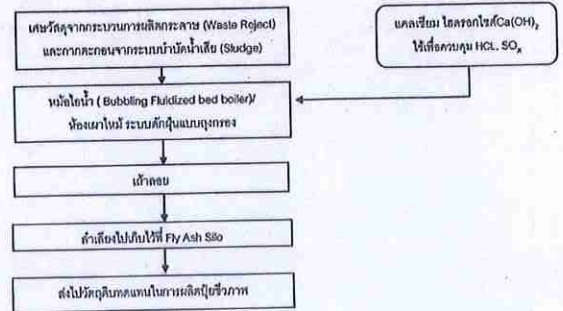 เศษวัสดุจากกระบวนการผลิตกระดาษ (Waste Reject)
และกากตะกอนจากระบบบำบัดน้ำเสีย (Sludge)
แคลเซียม ไฮดรอกไซด์Ca(OH)₂
ใช้เพื่อควบคุม HCL, SOₓ
หม้อไอน้ำ ( Bubbling Fluidized bed boiler)/
ห้องเผาไหม้ ระบบดักฝุ่นแบบถุงกรอง
เถ้าลอย
ลำเลียงไปเก็บไว้ที่ Fly Ash Silo
ส่งไปวัตถุดิบทดแทนในการผลิตปุ๋ยชีวภาพ